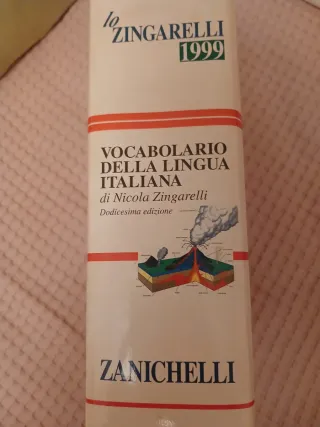 lo
ZINGARELLI
1999
VOCABOLARIO
DELLA LINGUA
ITALIANA
di Nicola Zingarelli
Dodicesima edizione
ZANICHELLI